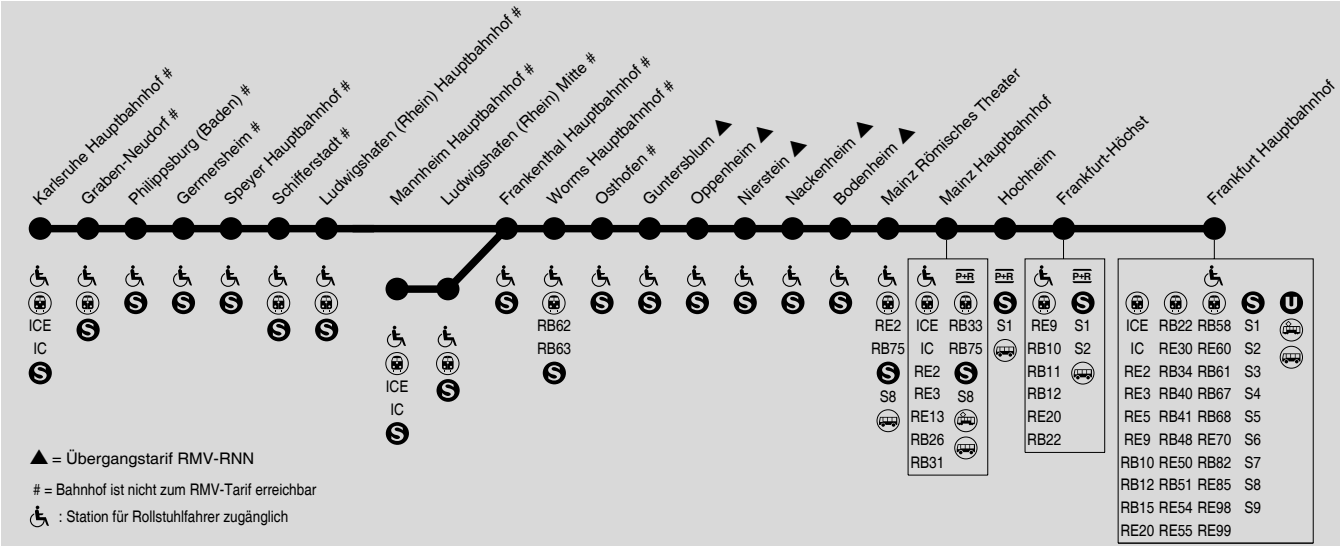 Karlsruhe Hauptbahnhof #
Graben-Neudorf #
Philippsburg (Baden) #
Germersheim #
Speyer Hauptbahnhof #
Schifferstadt #
Ludwigshafen (Rhein) Hauptbahnhof #
Mannheim Hauptbahnhof #
Ludwigshafen (Rhein) Mitte #
Frankenthal Hauptbahnhof #
Worms Hauptbahnhof #
Osthofen #
Guntersblum ▲
Oppenheim ▲
Nierstein ▲
Nackenheim ▲
Bodenheim ▲
Mainz Römisches Theater
Mainz Hauptbahnhof
Hochheim
Frankfurt-Höchst
Frankfurt Hauptbahnhof
ICE
IC
S
S
S
S
S
S
S
ICE
IC
S
S
S
RB62
RB63
S
S
S
S
S
S
S
RE2
RB75
S
S8
ICE
IC
RE2
RE3
RE13
RB26
RB31
P+R
RB33
RB75
S
S8
P+R
S
S1
RE9
RB10
RB11
RB12
RE20
RB22
P+R
S
S1
S2
ICE
IC
RE2
RE3
RE5
RE9
RB10
RB12
RB15
RE20
RB22
RE30
RB34
RB40
RB41
RB48
RE50
RB51
RE54
RE55
RB58
RE60
RB61
RB67
RB68
RE70
RB82
RE85
RE98
RE99
S
S1
S2
S3
S4
S5
S6
S7
S8
S9
U
▲ = Übergangstarif RMV-RNN
# = Bahnhof ist nicht zum RMV-Tarif erreichbar
: Station für Rollstuhlfahrer zugänglich